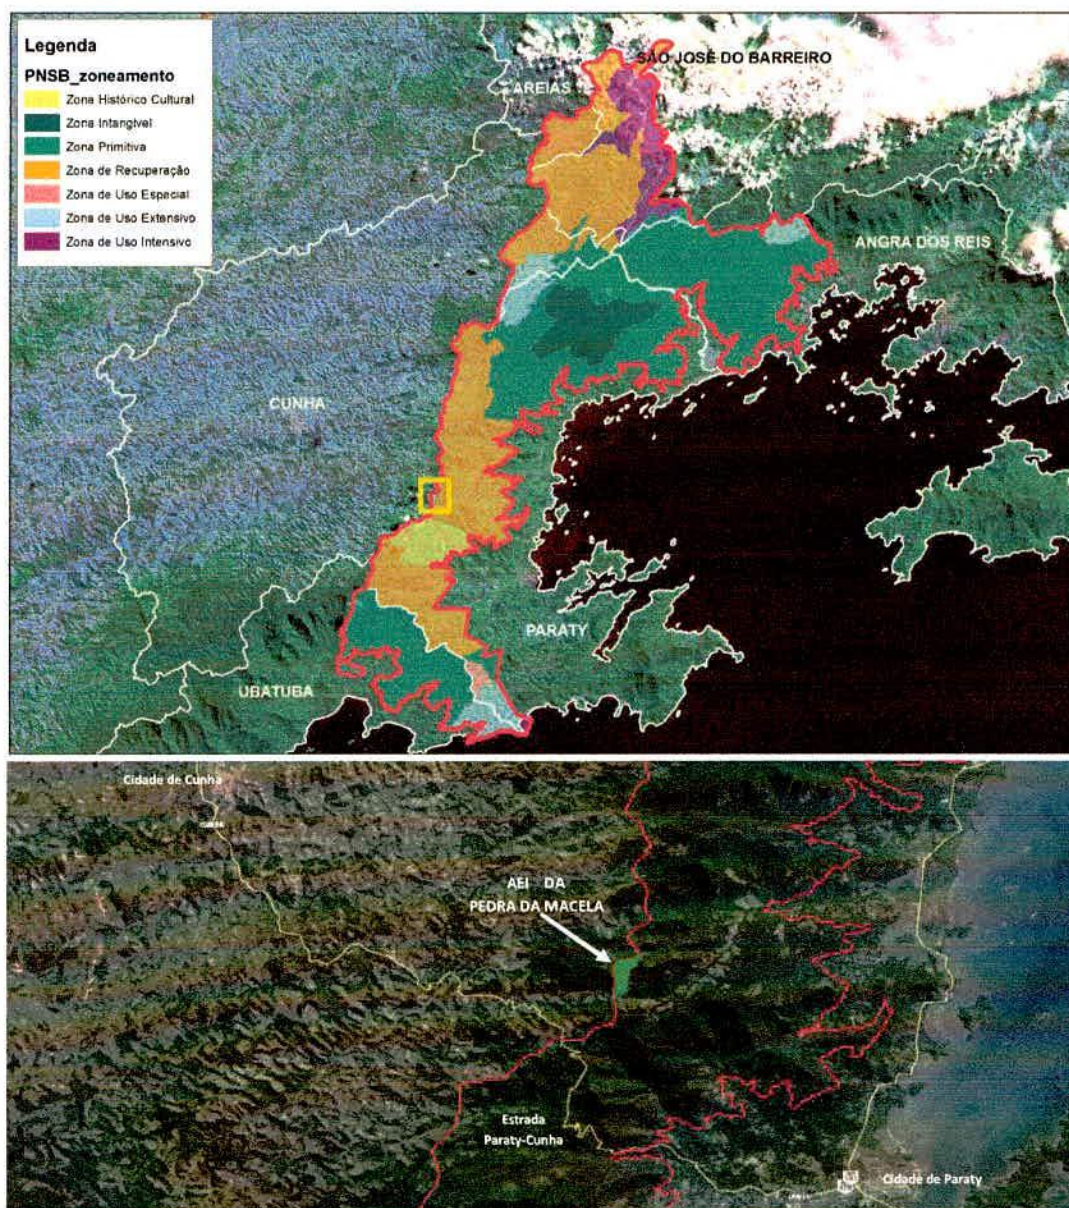 Legenda
PNSB_zoneamento
Zona Histórico Cultural
Zona Intangível
Zona Primitiva
Zona de Recuperação
Zona de Uso Especial
Zona de Uso Extensivo
Zona de Uso Intensivo
SÃO JOSÉ DO BARREIRO
AREIAS
ANGRA DOS REIS
CUNHA
PARATY
UBATUBA
Cidade de Cunha
AEI DA
PEDRA DA MACELA
Estrada
Paraty-Cunha
Cidade de Paraty